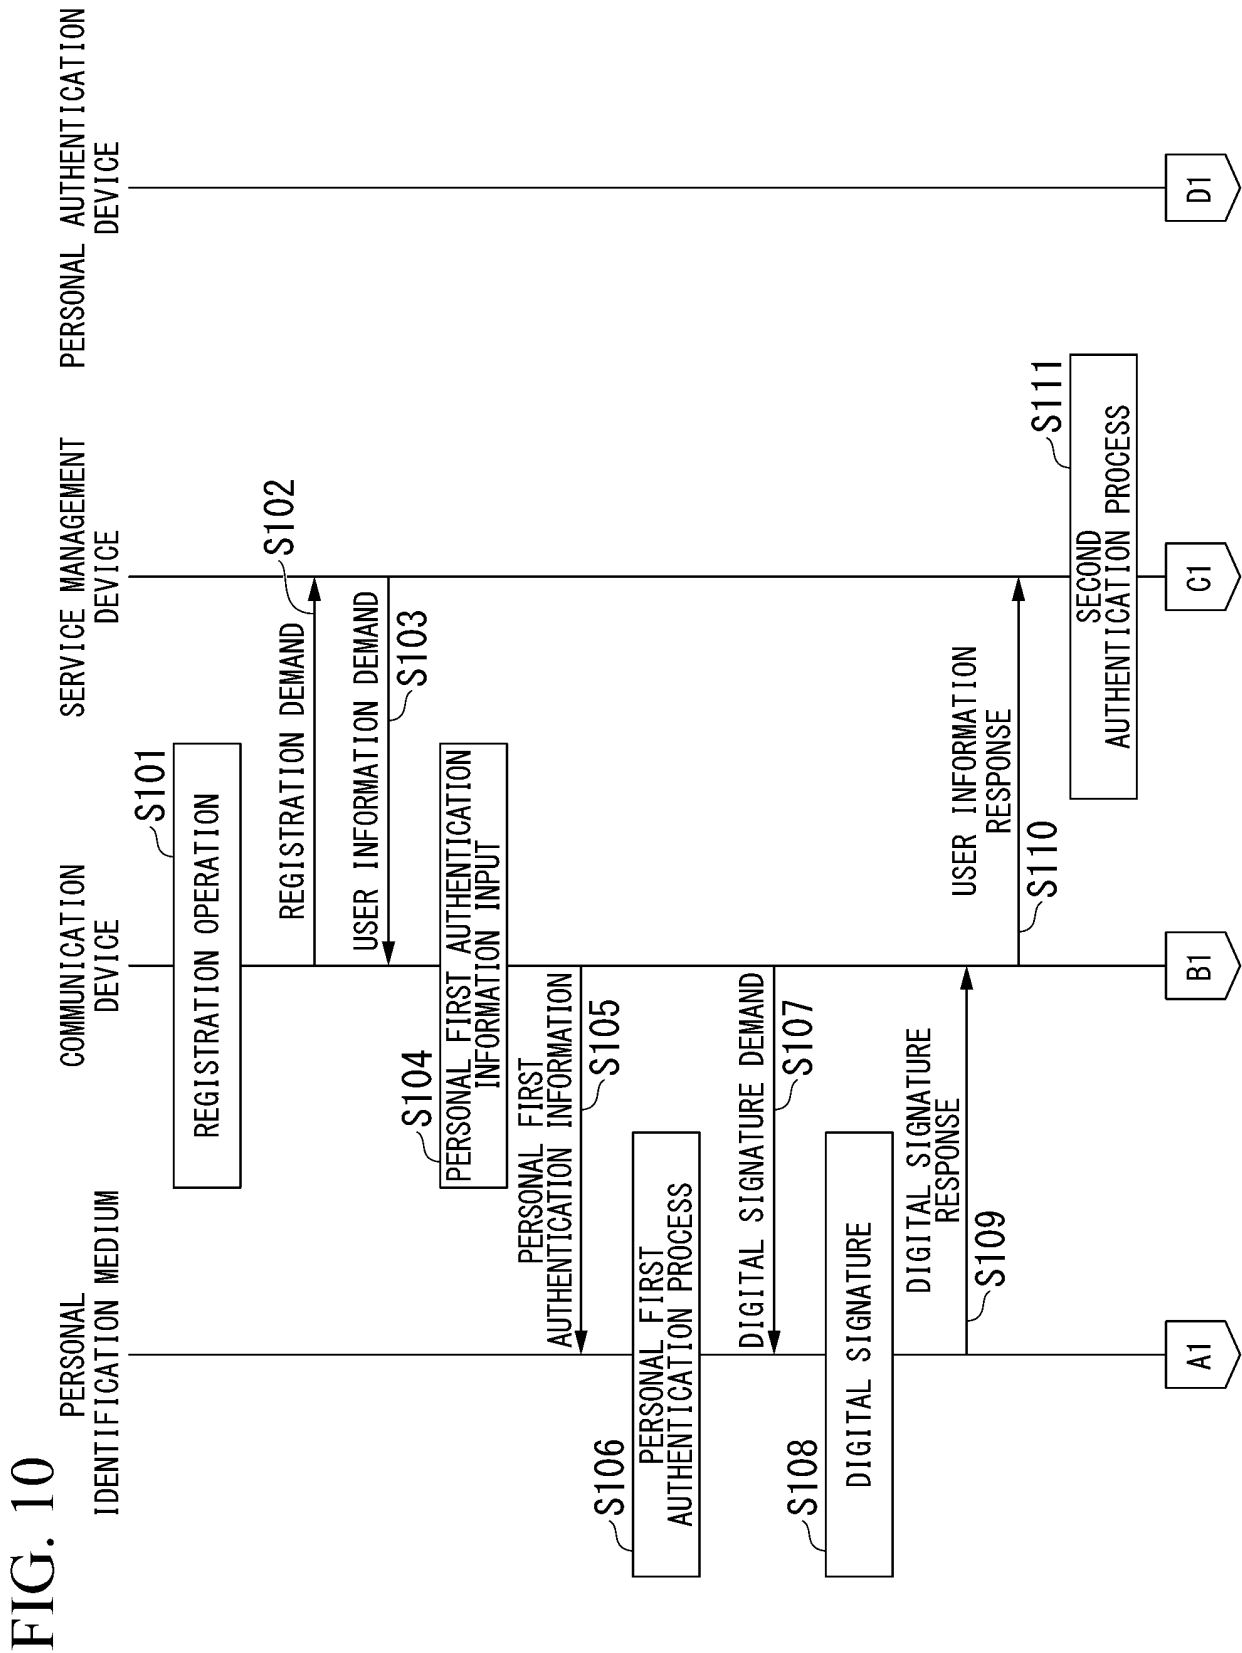 FIG. 10
PERSONAL
IDENTIFICATION MEDIUM
COMMUNICATION
DEVICE
SERVICE MANAGEMENT
DEVICE
PERSONAL AUTHENTICATION
DEVICE
S101
REGISTRATION OPERATION
S102
REGISTRATION DEMAND
USER INFORMATION DEMAND
S103
S104
PERSONAL FIRST AUTHENTICATION
INFORMATION INPUT
PERSONAL FIRST
AUTHENTICATION INFORMATION
S105
S106
PERSONAL FIRST
AUTHENTICATION PROCESS
DIGITAL SIGNATURE DEMAND
S107
S108
DIGITAL SIGNATURE
DIGITAL SIGNATURE
RESPONSE
S109
USER INFORMATION
RESPONSE
S110
S111
SECOND
AUTHENTICATION PROCESS
A1
B1
C1
D1